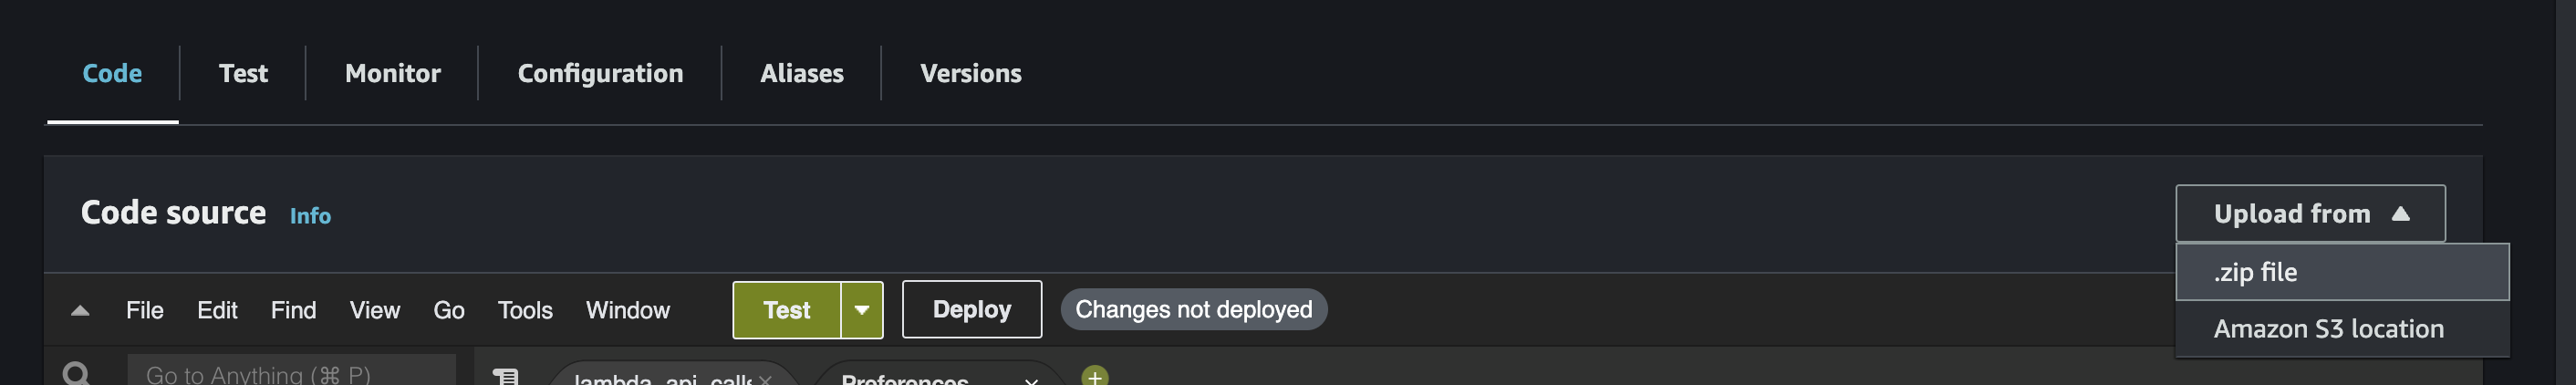 Code Test Monitor Configuration Aliases Versions
Code source Info
Upload from
.zip file
Amazon S3 location
File Edit Find View Go Tools Window Test Deploy Changes not deployed
Go to Anything (⌘ P) lambda_api_calls Preferences